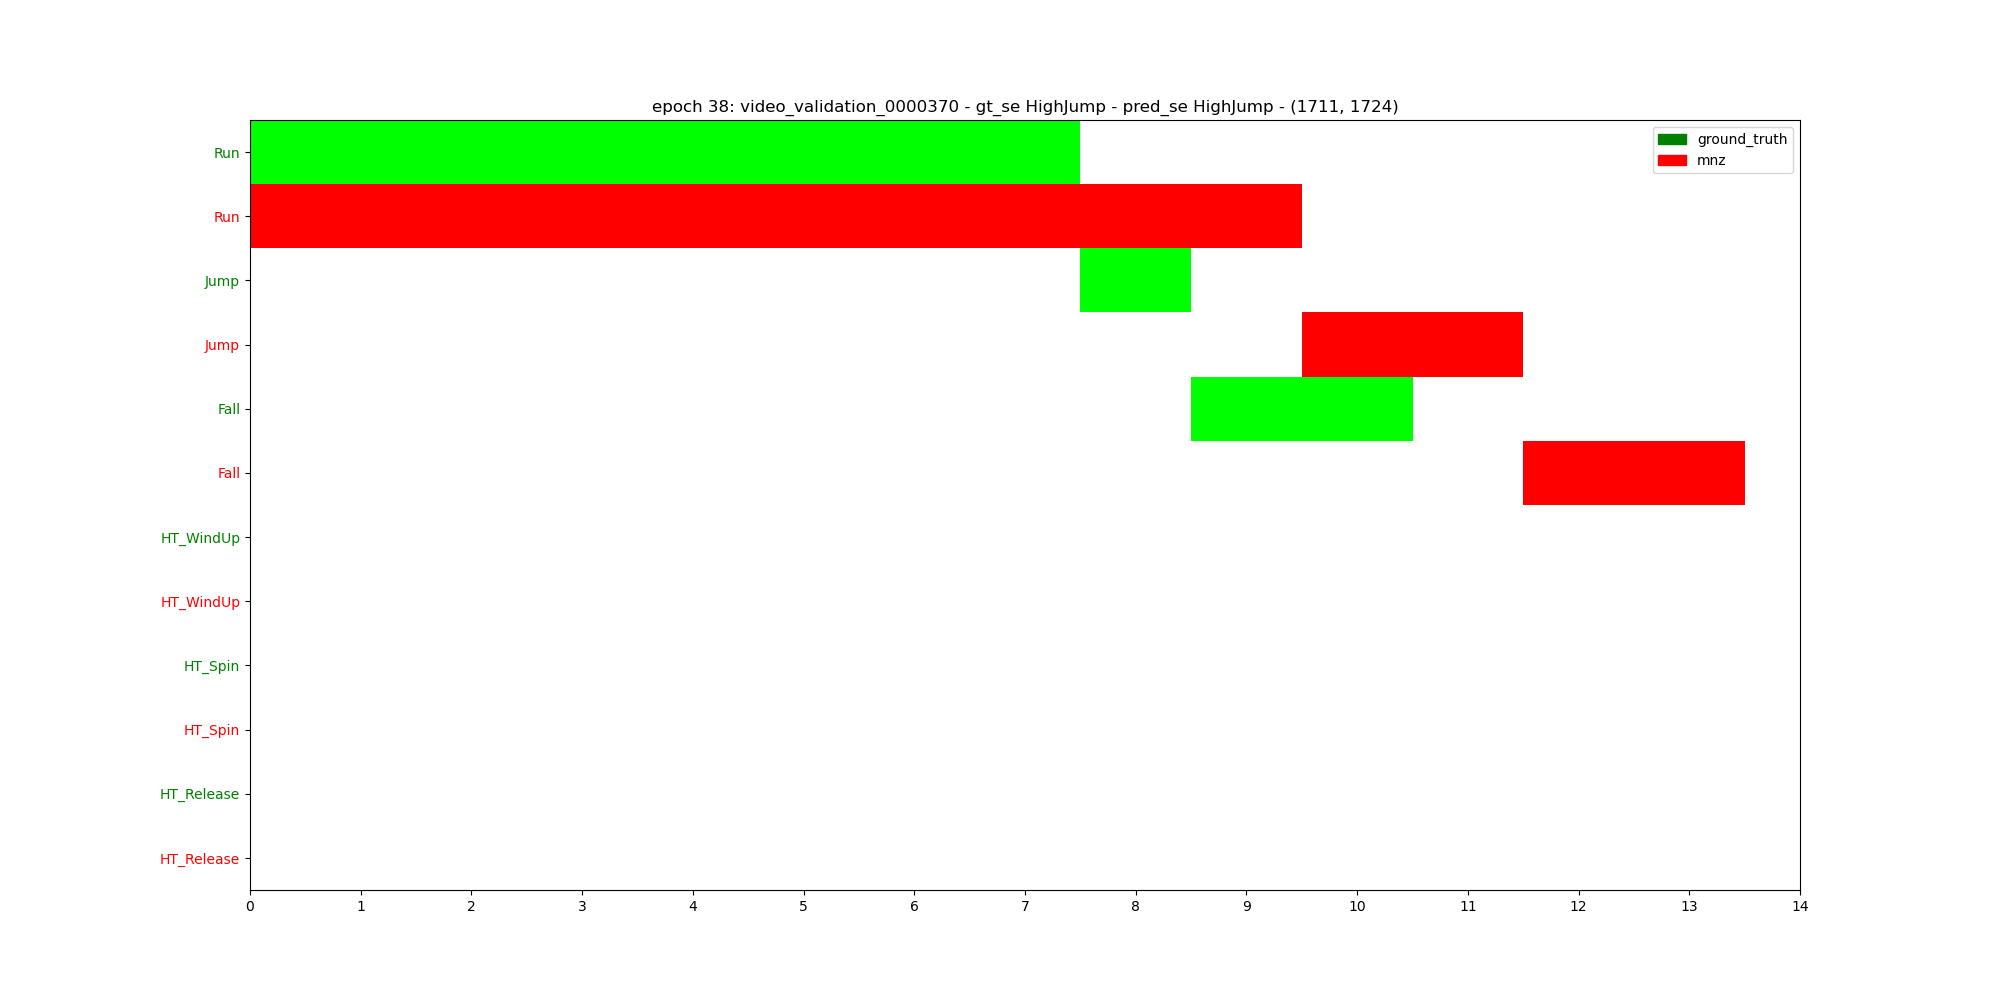 epoch 38: video_validation_0000370 - gt_se HighJump - pred_se HighJump - (1711, 1724)
ground_truth
mnz
Run
Run
Jump
Jump
Fall
Fall
HT_WindUp
HT_WindUp
HT_Spin
HT_Spin
HT_Release
HT_Release
0 1 2 3 4 5 6 7 8 9 10 11 12 13 14